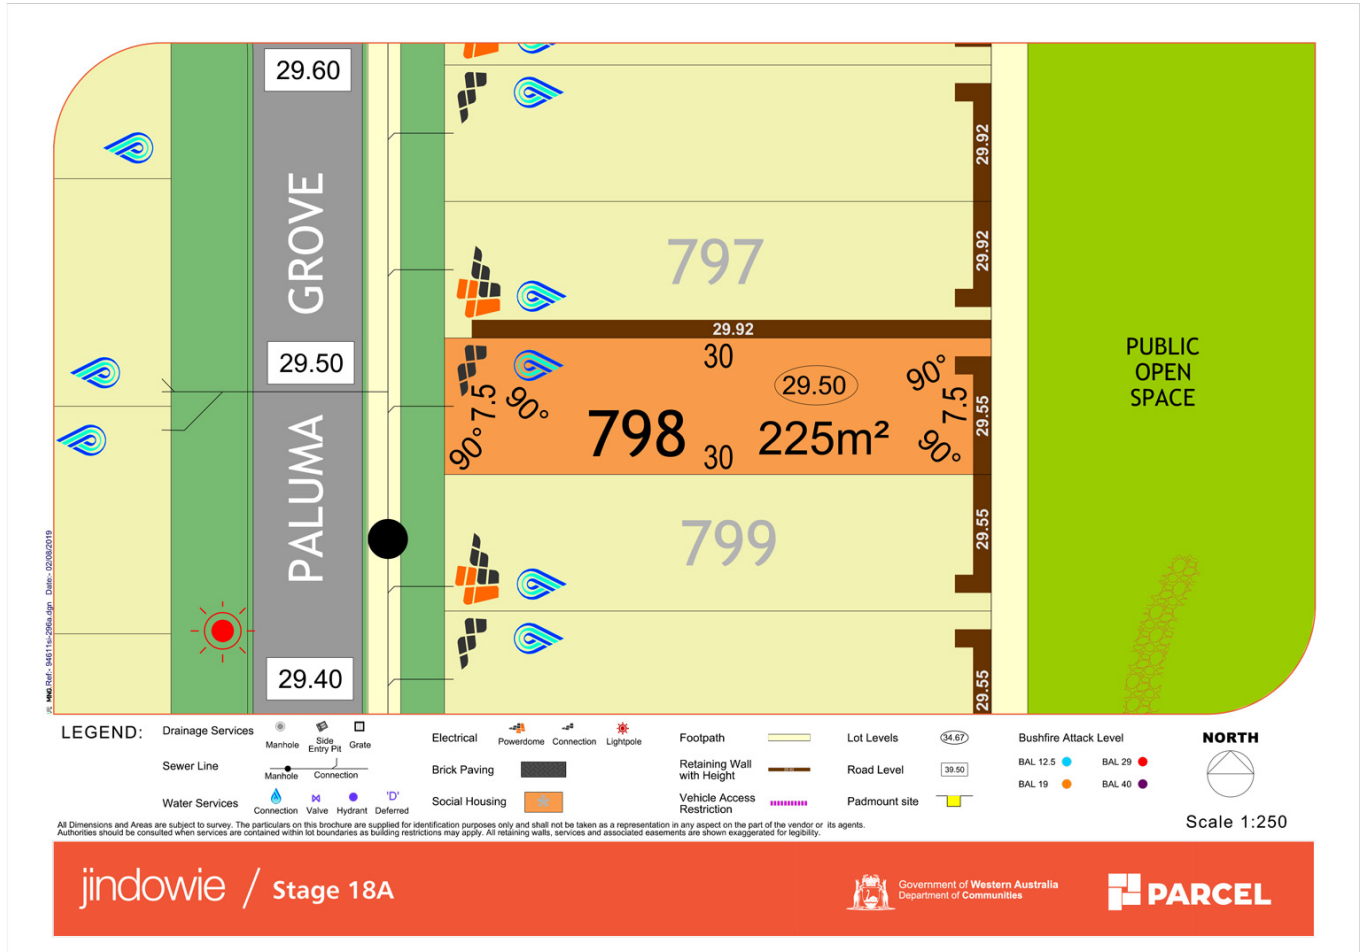 29.60
29.92
GROVE
797
29.92
29.92
29.50
30
29.50
90°
PUBLIC
OPEN
SPACE
7.5
90°
7.5
29.55
798
225m²
90°
30
90°
PALUMA
799
29.55
29.40
29.55
MNG Ref:- 94611si-296a.dgn Date:- 02/08/2019
LEGEND:
Drainage Services
Manhole
Side
Entry Pit
Grate
Sewer Line
Manhole
Connection
Water Services
Connection
Valve
Hydrant
'D'
Deferred
Electrical
Powerdome
Connection
Lightpole
Brick Paving
Social Housing
Footpath
Retaining Wall
with Height
Vehicle Access
Restriction
Lot Levels
34.67
Road Level
39.50
Padmount site
Bushfire Attack Level
BAL 12.5
BAL 29
BAL 19
BAL 40
NORTH
Scale 1:250
All Dimensions and Areas are subject to survey. The particulars on this brochure are supplied for identification purposes only and shall not be taken as a representation in any aspect on the part of the vendor or its agents.
Authorities should be consulted when services are contained within lot boundaries as building restrictions may apply. All retaining walls, services and associated easements are shown exaggerated for legibility.
jindowie / Stage 18A
Government of Western Australia
Department of Communities
PARCEL